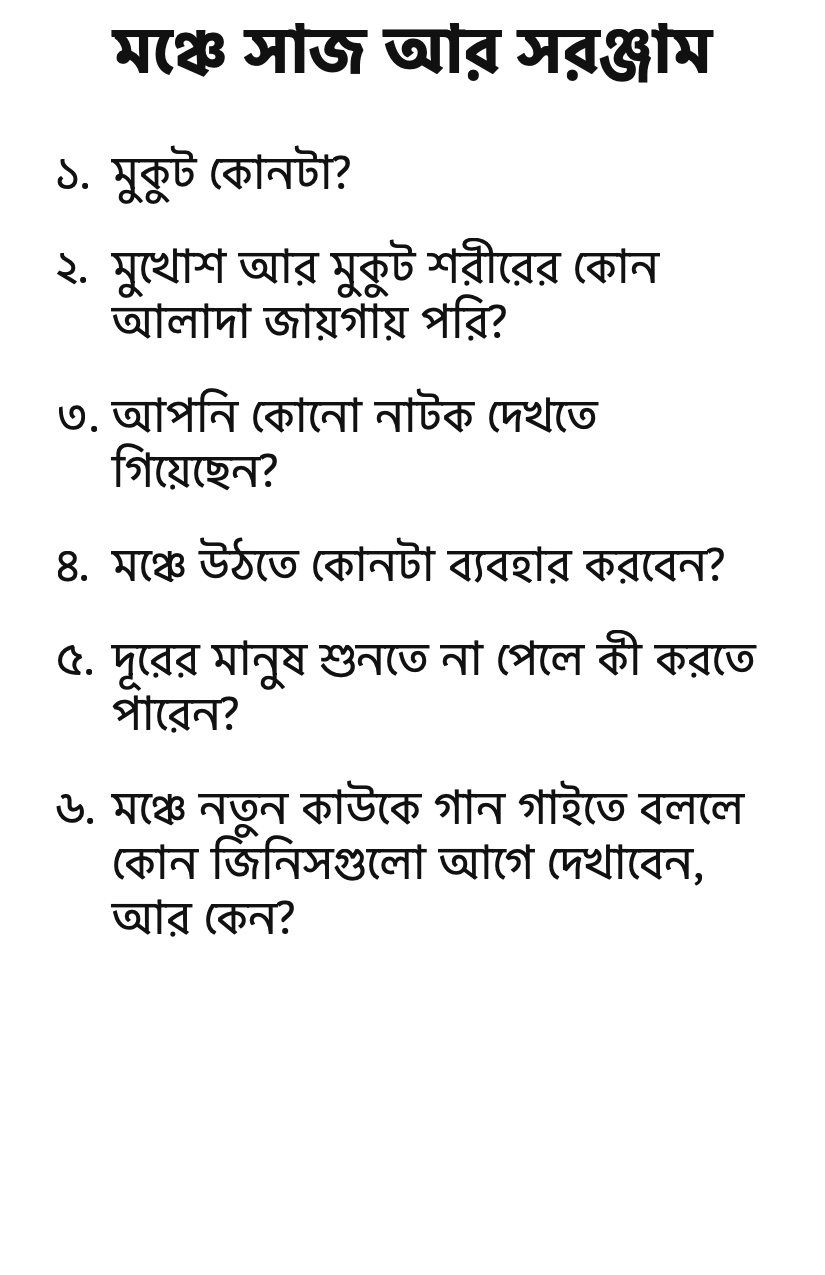 মঞ্চে সাজ আর সরঞ্জাম
১. মুকুট কোনটা?
২. মুখোশ আর মুকুট শরীরের কোন
আলাদা জায়গায় পরি?
৩. আপনি কোনো নাটক দেখতে
গিয়েছেন?
৪. মঞ্চে উঠতে কোনটা ব্যবহার করবেন?
৫. দূরের মানুষ শুনতে না পেলে কী করতে
পারেন?
৬. মঞ্চে নতুন কাউকে গান গাইতে বললে
কোন জিনিসগুলো আগে দেখাবেন,
আর কেন?